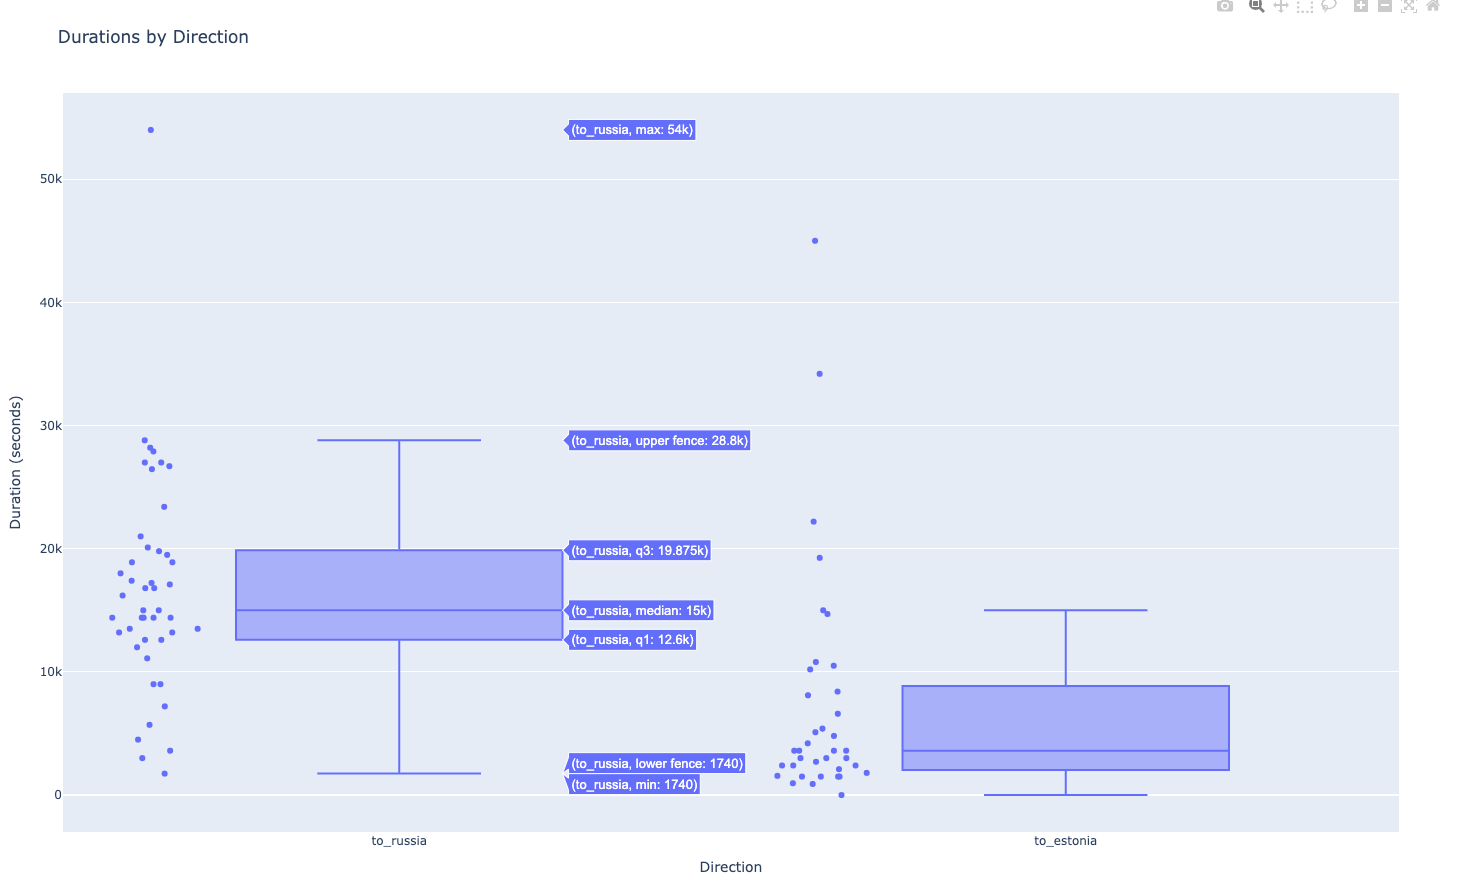 Durations by Direction
(to_russia, max: 54k)
50k
40k
30k
(to_russia, upper fence: 28.8k)
20k
(to_russia, q3: 19.875k)
(to_russia, median: 15k)
(to_russia, q1: 12.6k)
10k
(to_russia, lower fence: 1740)
(to_russia, min: 1740)
0
Duration (seconds)
to_russia
to_estonia
Direction